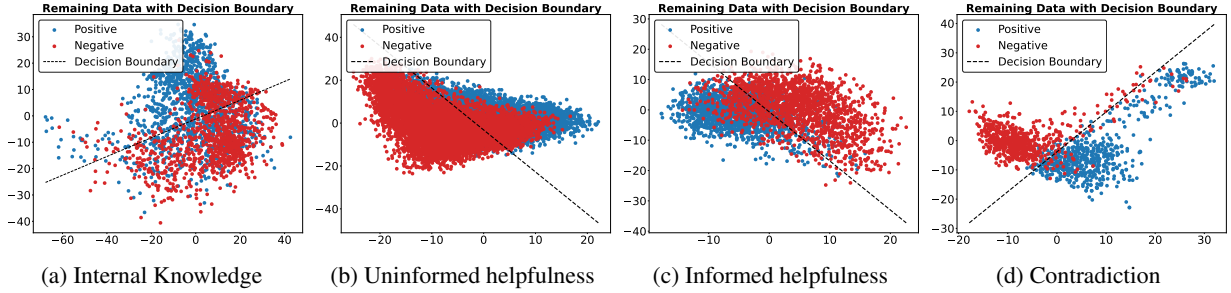 Remaining Data with Decision Boundary
Positive
Negative
Decision Boundary
30
20
10
0
−10
−20
−30
−40
−60
−40
−20
0
20
40
(a) Internal Knowledge
Remaining Data with Decision Boundary
Positive
Negative
Decision Boundary
40
20
0
−20
−40
−20
−10
0
10
20
(b) Uninformed helpfulness
Remaining Data with Decision Boundary
Positive
Negative
Decision Boundary
30
20
10
0
−10
−20
−30
−40
−10
0
10
20
(c) Informed helpfulness
Remaining Data with Decision Boundary
Positive
Negative
Decision Boundary
40
30
20
10
0
−10
−20
−30
−20
−10
0
10
20
30
(d) Contradiction